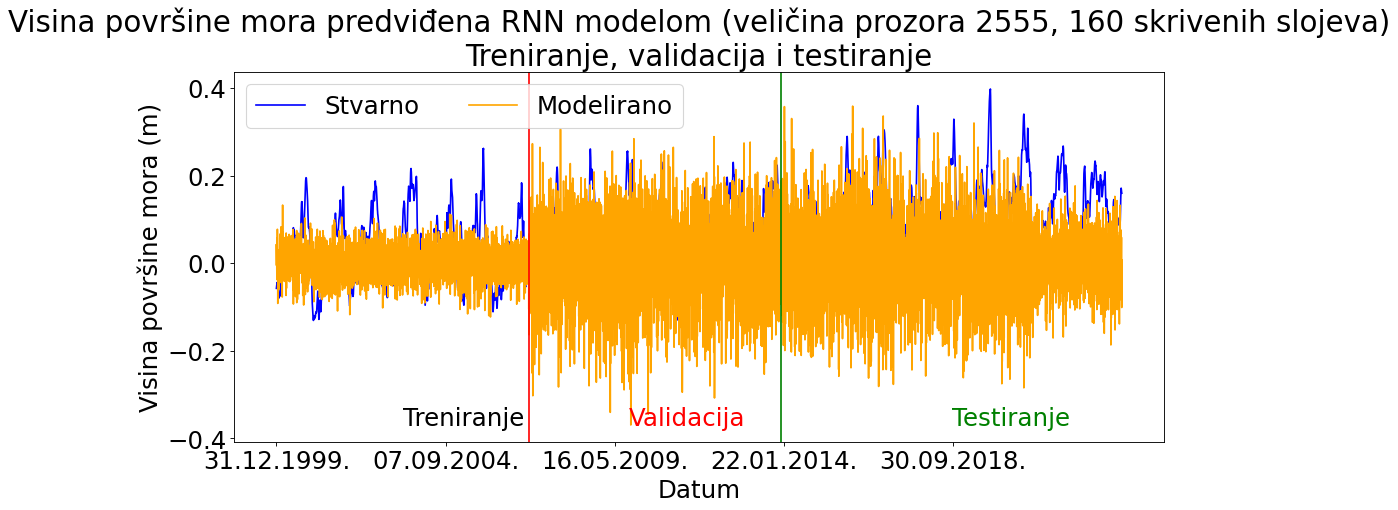 Visina površine mora predviđena RNN modelom (veličina prozora 2555, 160 skrivenih slojeva)
Treniranje, validacija i testiranje
Stvarno
Modelirano
Visina površine mora (m)
0.4
0.2
0.0
−0.2
−0.4
Treniranje
Validacija
Testiranje
31.12.1999.
07.09.2004.
16.05.2009.
22.01.2014.
30.09.2018.
Datum